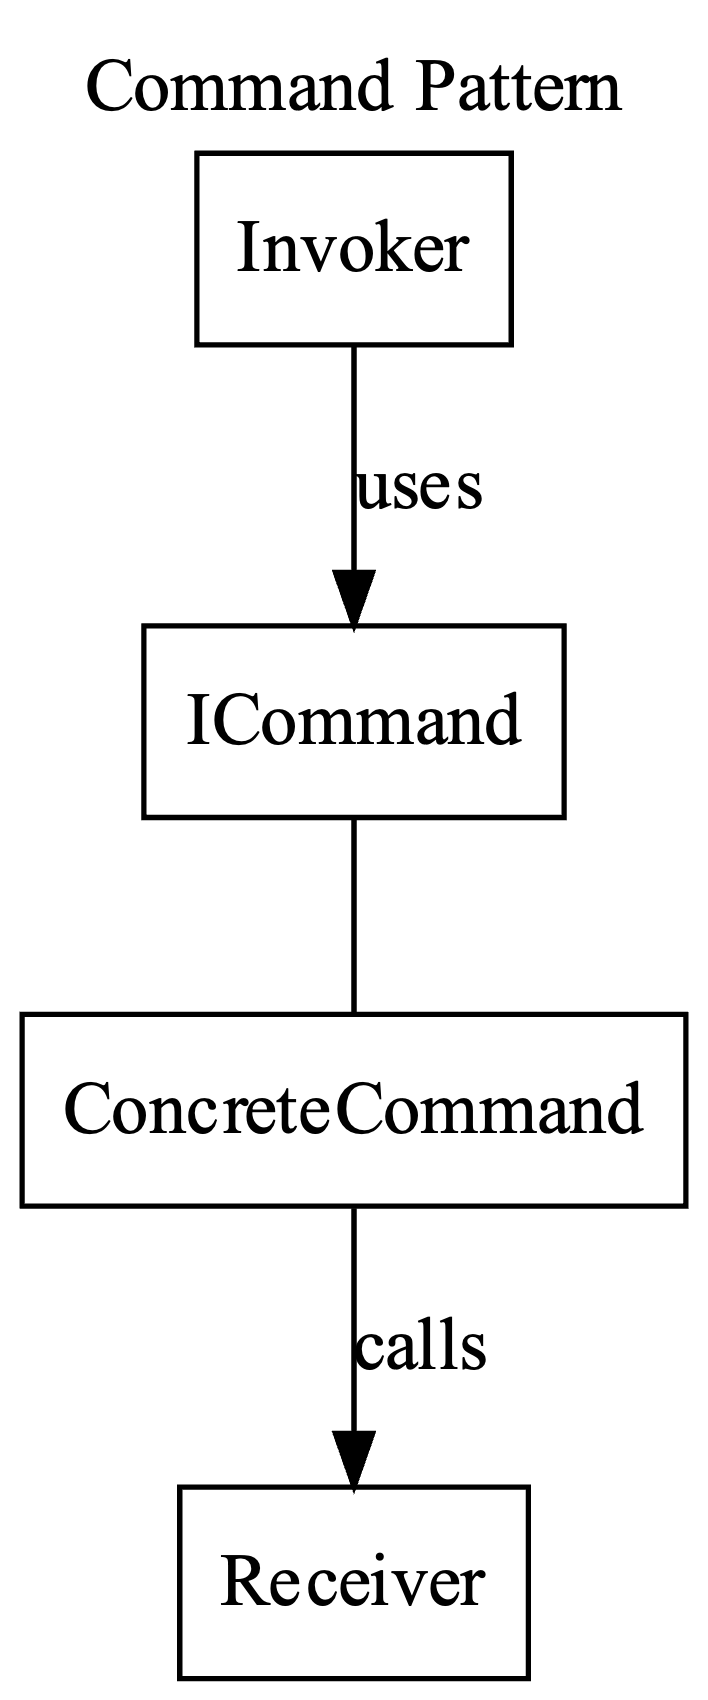 Command Pattern
Invoker
uses
ICommand
ConcreteCommand
calls
Receiver